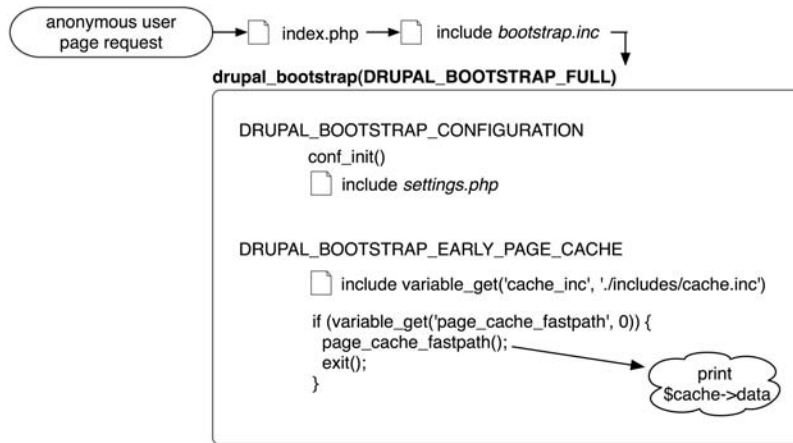 anonymous user
page request
index.php
include bootstrap.inc
drupal_bootstrap(DRUPAL_BOOTSTRAP_FULL)
DRUPAL_BOOTSTRAP_CONFIGURATION
conf_init()
include settings.php
DRUPAL_BOOTSTRAP_EARLY_PAGE_CACHE
include variable_get('cache_inc', './includes/cache.inc')
if (variable_get('page_cache_fastpath', 0)) {
page_cache_fastpath();
exit();
}
print
$cache->data